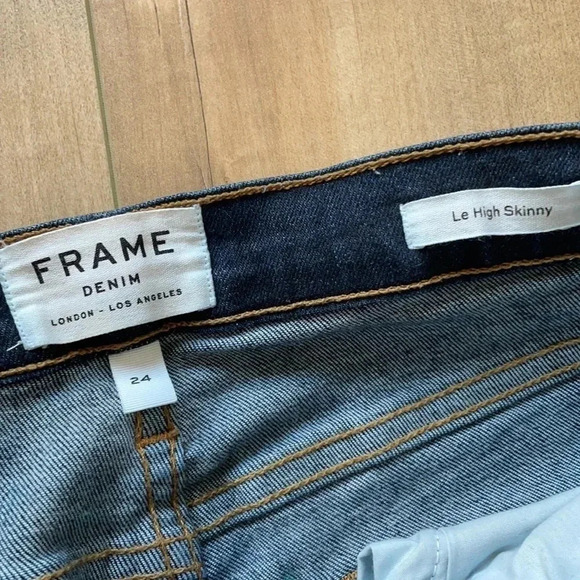 FRAME
DENIM
LONDON - LOS ANGELES
Le High Skinny
24